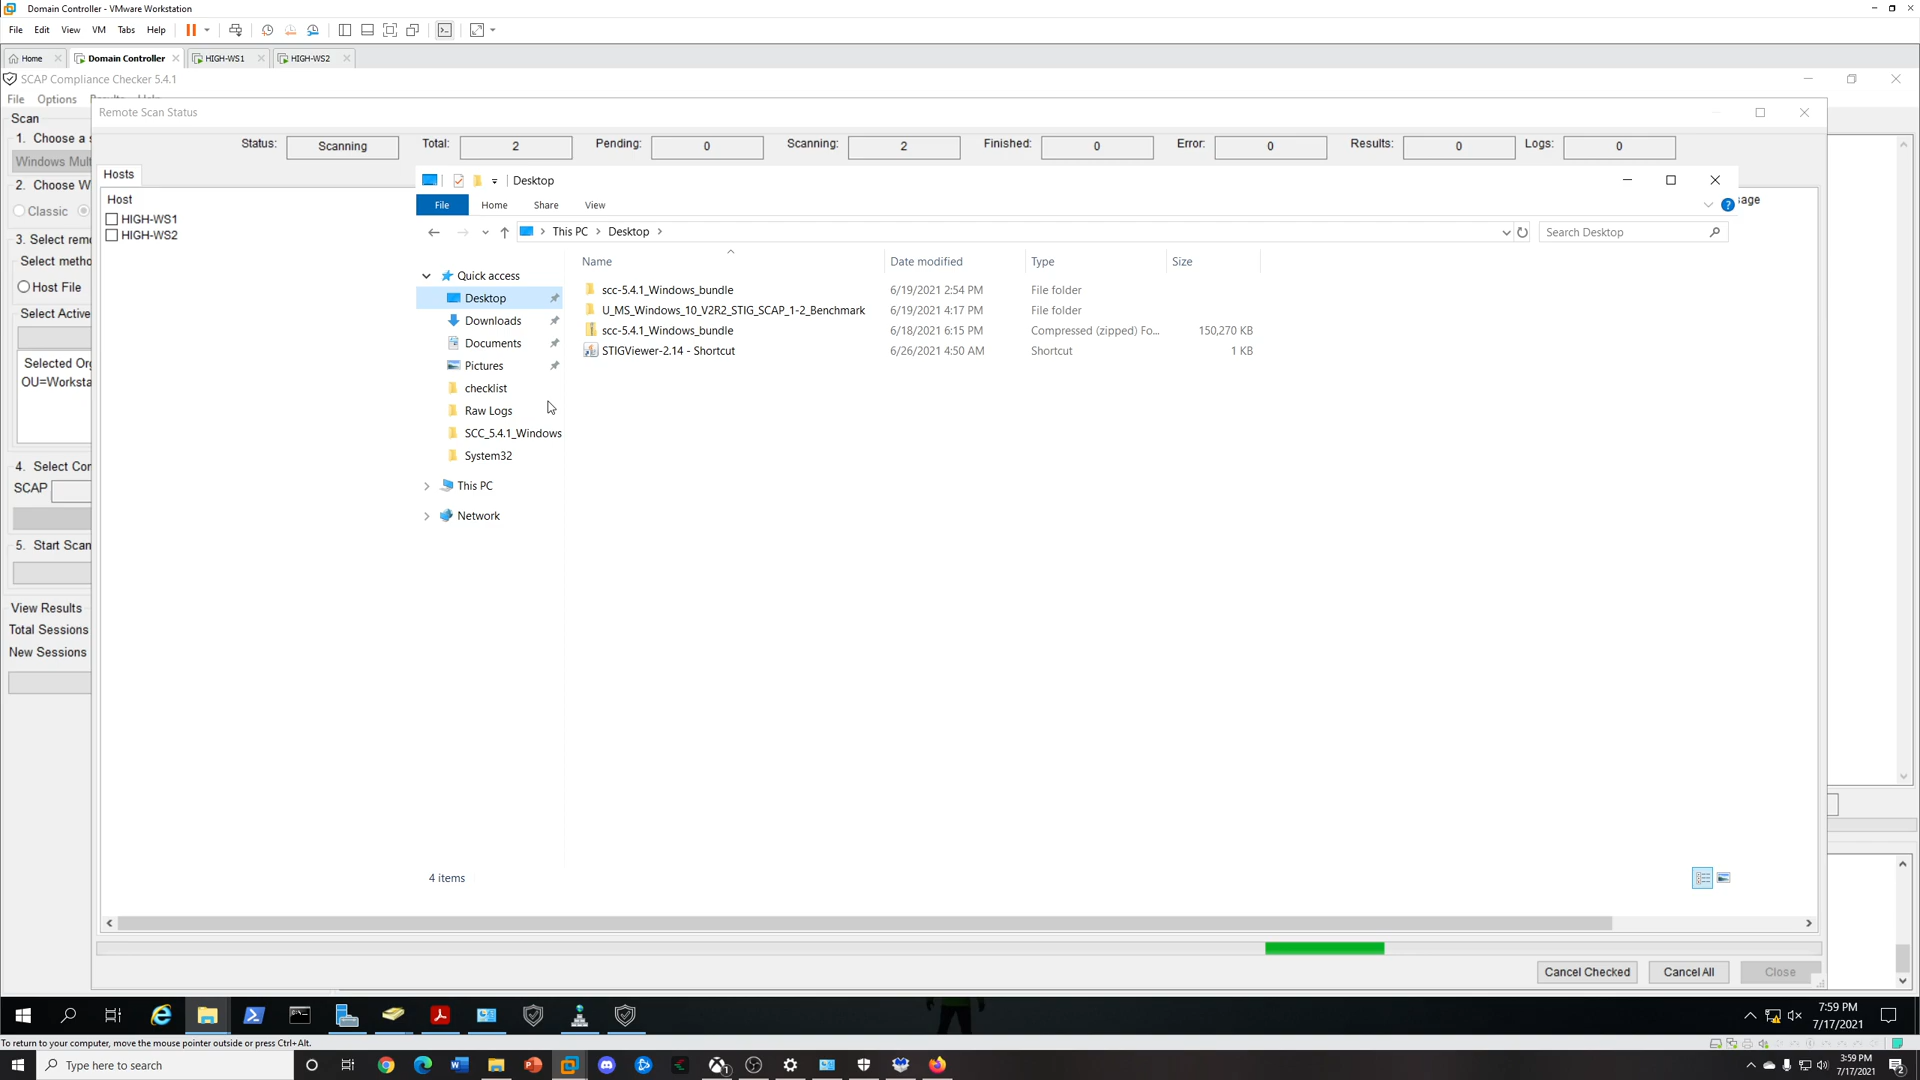 Domain Controller - VMware Workstation
File Edit View VM Tabs Help
Home Domain Controller HIGH-WS1 HIGH-WS2
SCAP Compliance Checker 5.4.1
File Options
Remote Scan Status
Scan
1. Choose a s
Windows Mult
2. Choose W
Classic
3. Select remo
Select metho
Host File
Select Active
Selected Org
OU=Worksta
4. Select Con
SCAP
5. Start Scan
View Results
Total Sessions
New Sessions
Status: Scanning Total: 2 Pending: 0 Scanning: 2 Finished: 0 Error: 0 Results: 0 Logs: 0
Hosts
Host
HIGH-WS1
HIGH-WS2
sage
Desktop
File Home Share View
This PC Desktop
Search Desktop
Quick access
Desktop
Downloads
Documents
Pictures
checklist
Raw Logs
SCC_5.4.1_Windows
System32
This PC
Network
Name Date modified Type Size
scc-5.4.1_Windows_bundle 6/19/2021 2:54 PM File folder
U_MS_Windows_10_V2R2_STIG_SCAP_1-2_Benchmark 6/19/2021 4:17 PM File folder
scc-5.4.1_Windows_bundle 6/18/2021 6:15 PM Compressed (zipped) Fo... 150,270 KB
STIGViewer-2.14 - Shortcut 6/26/2021 4:50 AM Shortcut 1 KB
4 items
Cancel Checked Cancel All Close
7:59 PM
7/17/2021
To return to your computer, move the mouse pointer outside or press Ctrl+Alt.
Type here to search
3:59 PM
7/17/2021